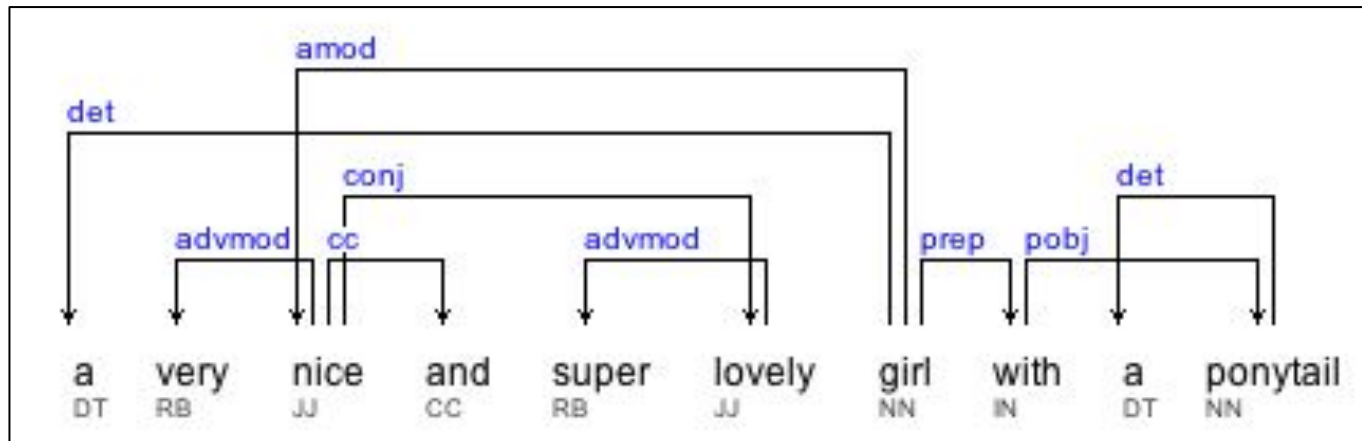 amod
det
conj det
advmod cc advmod prep pobj
a very nice and super lovely girl with a ponytail
DT RB JJ CC RB JJ NN IN DT NN